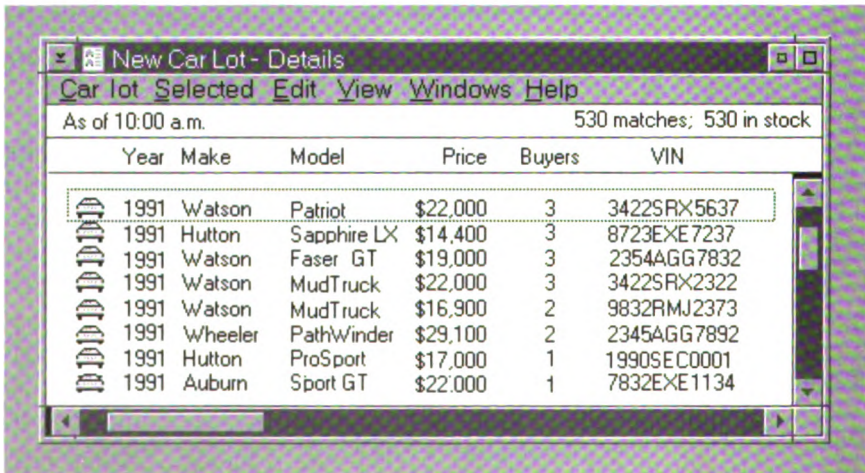 New Car Lot - Details
Car lot Selected Edit View Windows Help
As of 10:00 a.m. 530 matches; 530 in stock
Year Make Model Price Buyers VIN
1991 Watson Patriot $22,000 3 3422SRX5637
1991 Hutton Sapphire LX $14,400 3 8723EXE7237
1991 Watson Faser GT $19,000 3 2354AGG7832
1991 Watson MudTruck $22,000 3 3422SRX2322
1991 Watson MudTruck $16,900 2 9832RMJ2373
1991 Wheeler PathWinder $29,100 2 2345AGG7892
1991 Hutton ProSport $17,000 1 1990SEC0001
1991 Auburn Sport GT $22.000 1 7832EXE1134